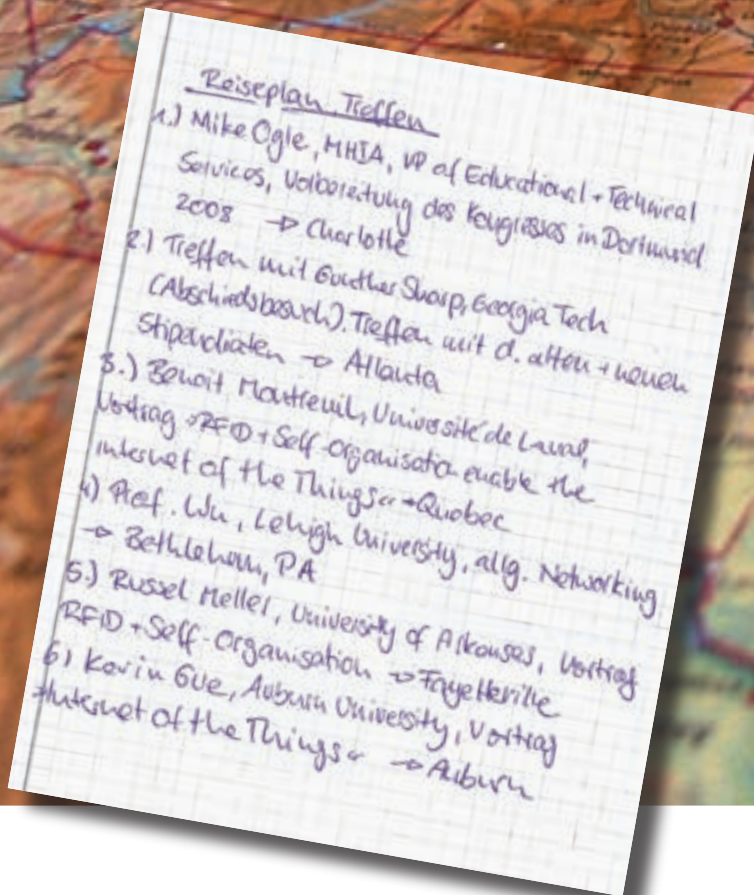 Reiseplan Treffen
1.) Mike Ogle, MHIA, VP of Educational + Technical
Services, Vorbereitung des Kongresses in Dortmund
2008 → Charlotte
2.) Treffen mit Gunther Sharp, Georgia Tech
(Abschiedsbesuch). Treffen mit d. alten + neuen
Stipendiaten → Atlanta
3.) Benoit Montreuil, Université de Laval,
Vortrag »RFID + Self-Organisation enable the
Internet of the Things« → Quebec
4.) Prof. Wu, Lehigh University, allg. Networking
→ Bethlehem, PA
5.) Russel Meller, University of Arkansas, Vortrag
RFID + Self-Organisation → Fayetteville
6) Kevin Gue, Auburn University, Vortrag
»Internet of the Things« → Auburn